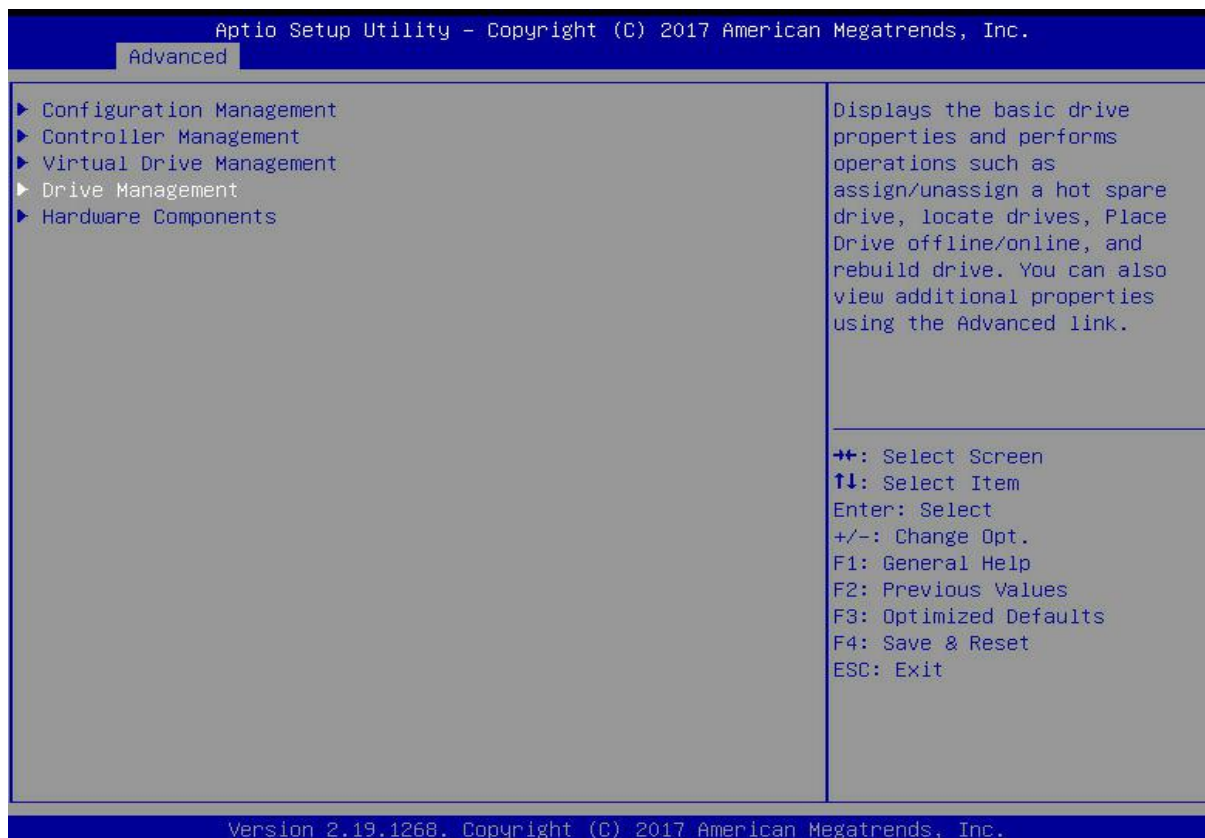 Aptio Setup Utility – Copyright (C) 2017 American Megatrends, Inc.
Advanced
▶ Configuration Management
▶ Controller Management
▶ Virtual Drive Management
▶ Drive Management
▶ Hardware Components
Displays the basic drive
properties and performs
operations such as
assign/unassign a hot spare
drive, locate drives, Place
Drive offline/online, and
rebuild drive. You can also
view additional properties
using the Advanced link.
→←: Select Screen
↑↓: Select Item
Enter: Select
+/-: Change Opt.
F1: General Help
F2: Previous Values
F3: Optimized Defaults
F4: Save & Reset
ESC: Exit
Version 2.19.1268. Copyright (C) 2017 American Megatrends, Inc.